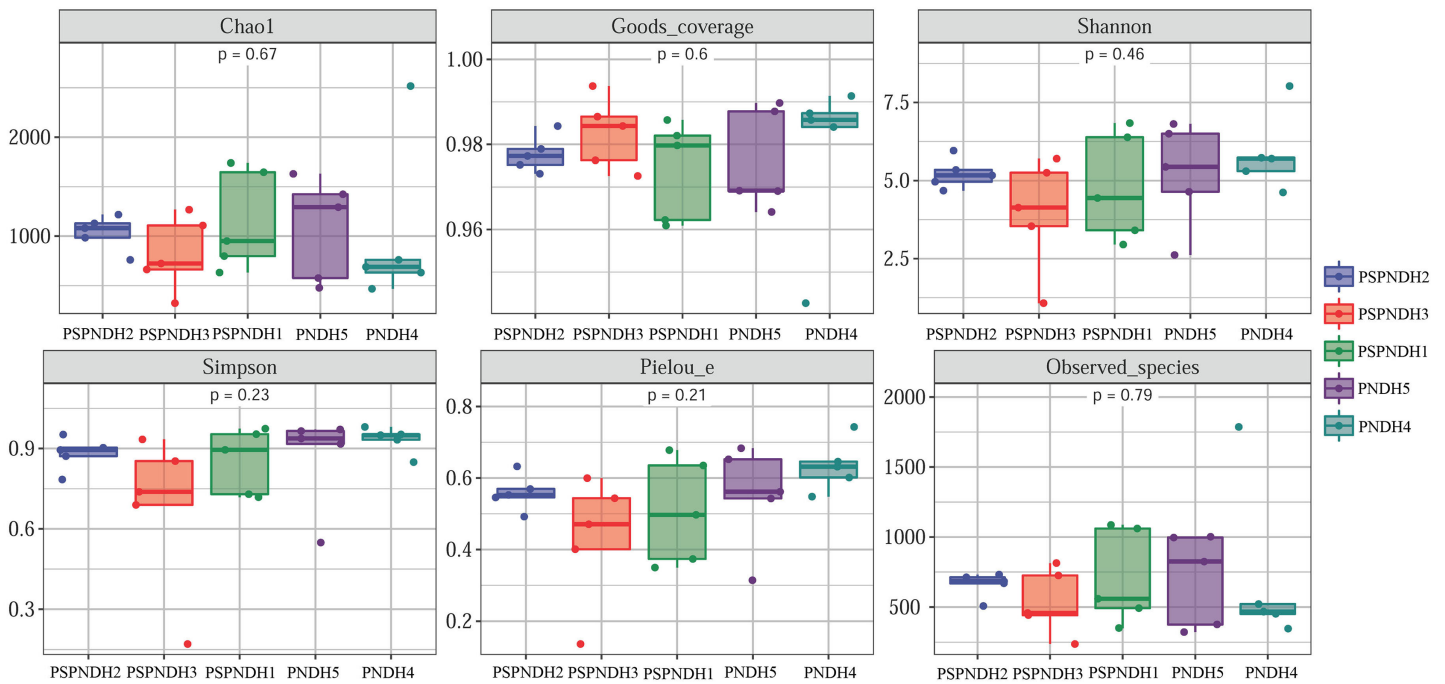 Chao1
p = 0.67
2000
1000
PSPNDH2 PSPNDH3 PSPNDH1 PNDH5 PNDH4
Goods_coverage
p = 0.6
1.00
0.98
0.96
PSPNDH2 PSPNDH3 PSPNDH1 PNDH5 PNDH4
Shannon
p = 0.46
7.5
5.0
2.5
PSPNDH2 PSPNDH3 PSPNDH1 PNDH5 PNDH4
Simpson
p = 0.23
0.9
0.6
0.3
PSPNDH2 PSPNDH3 PSPNDH1 PNDH5 PNDH4
Pielou_e
p = 0.21
0.8
0.6
0.4
0.2
PSPNDH2 PSPNDH3 PSPNDH1 PNDH5 PNDH4
Observed_species
p = 0.79
2000
1500
1000
500
PSPNDH2 PSPNDH3 PSPNDH1 PNDH5 PNDH4
PSPNDH2
PSPNDH3
PSPNDH1
PNDH5
PNDH4